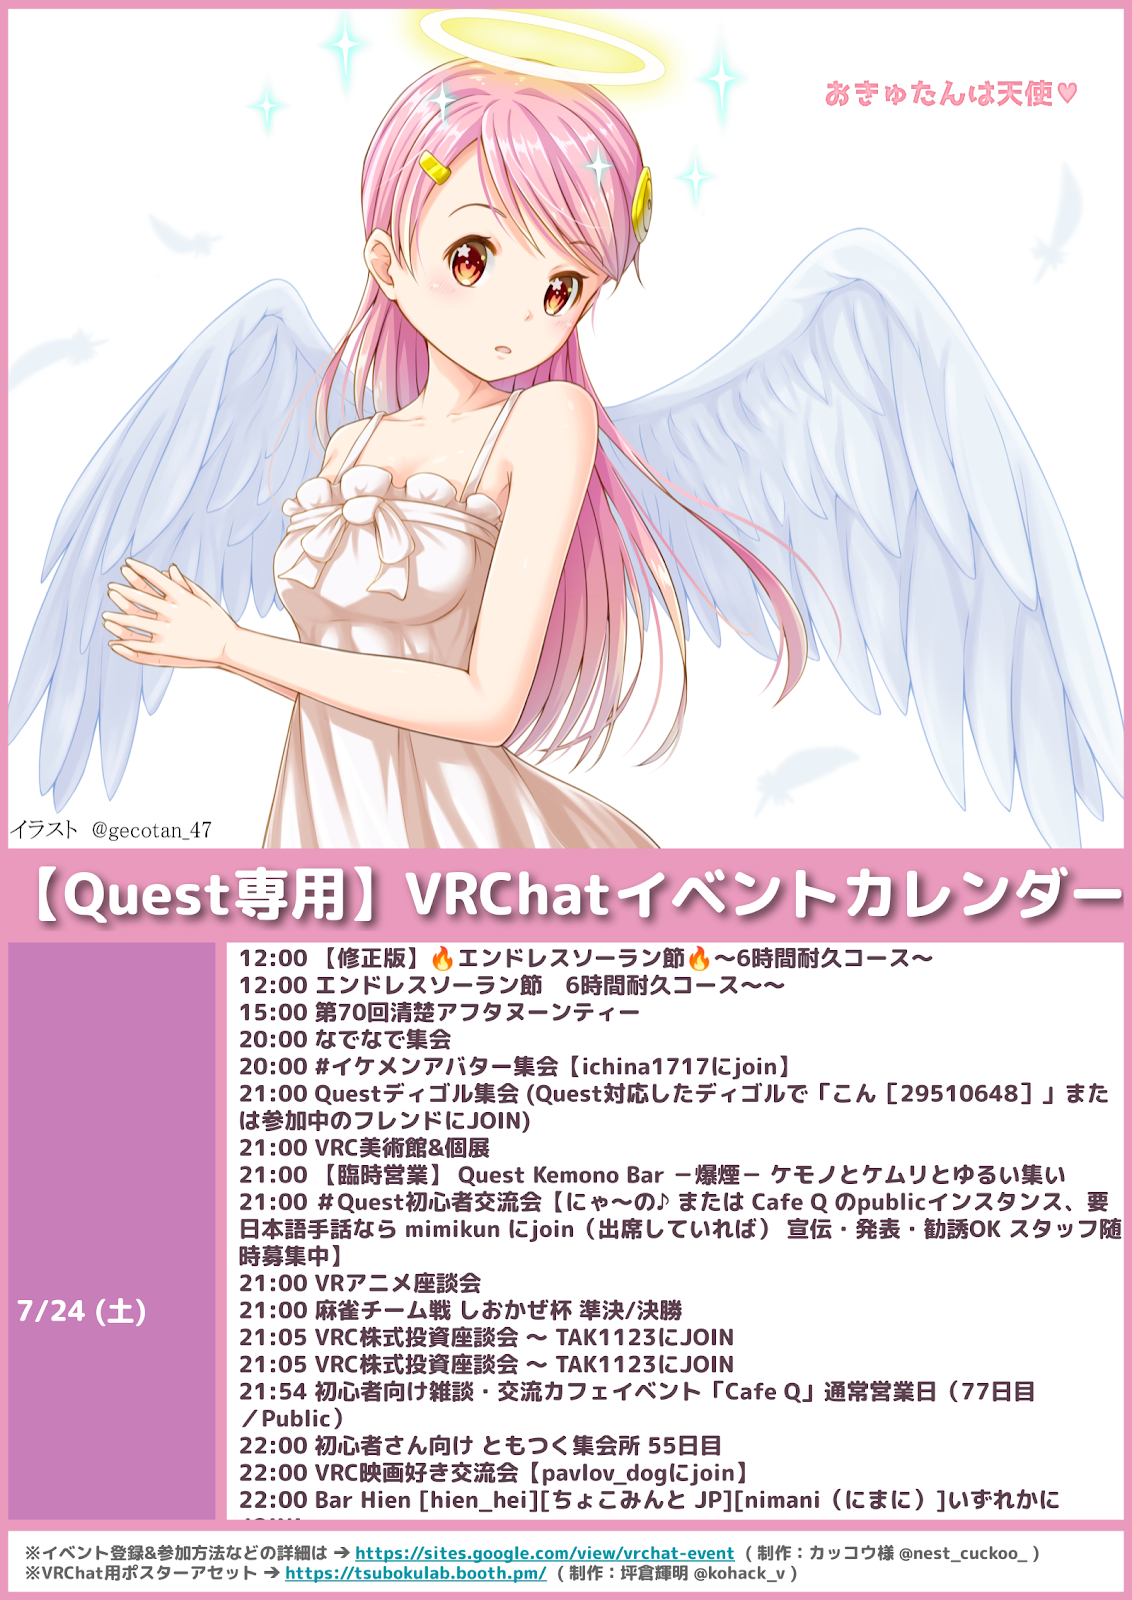 おきゅたんは天使♥
イラスト @gecotan_47
【Quest専用】VRChatイベントカレンダー
7/24 (土)
12:00 【修正版】🔥エンドレスソーラン節🔥～6時間耐久コース～
12:00 エンドレスソーラン節　6時間耐久コース～～
15:00 第70回清楚アフタヌーンティー
20:00 なでなで集会
20:00 #イケメンアバター集会【ichina1717にjoin】
21:00 Questディゴル集会 (Quest対応したディゴルで「こん［29510648］」また
は参加中のフレンドにJOIN)
21:00 VRC美術館&個展
21:00 【臨時営業】 Quest Kemono Bar －爆煙－ ケモノとケムリとゆるい集い
21:00 ＃Quest初心者交流会【にゃ～の♪ または Cafe Q のpublicインスタンス、要
日本語手話なら mimikun にjoin（出席していれば） 宣伝・発表・勧誘OK スタッフ随
時募集中】
21:00 VRアニメ座談会
21:00 麻雀チーム戦 しおかぜ杯 準決/決勝
21:05 VRC株式投資座談会 ～ TAK1123にJOIN
21:05 VRC株式投資座談会 ～ TAK1123にJOIN
21:54 初心者向け雑談・交流カフェイベント「Cafe Q」通常営業日（77日目
／Public）
22:00 初心者さん向け ともつく集会所 55日目
22:00 VRC映画好き交流会【pavlov_dogにjoin】
22:00 Bar Hien [hien_hei][ちょこみんと JP][nimani（にまに）]いずれかに
※イベント登録&参加方法などの詳細は → https://sites.google.com/view/vrchat-event ( 制作：カッコウ様 @nest_cuckoo_ )
※VRChat用ポスターアセット → https://tsubokulab.booth.pm/ ( 制作：坪倉輝明 @kohack_v )